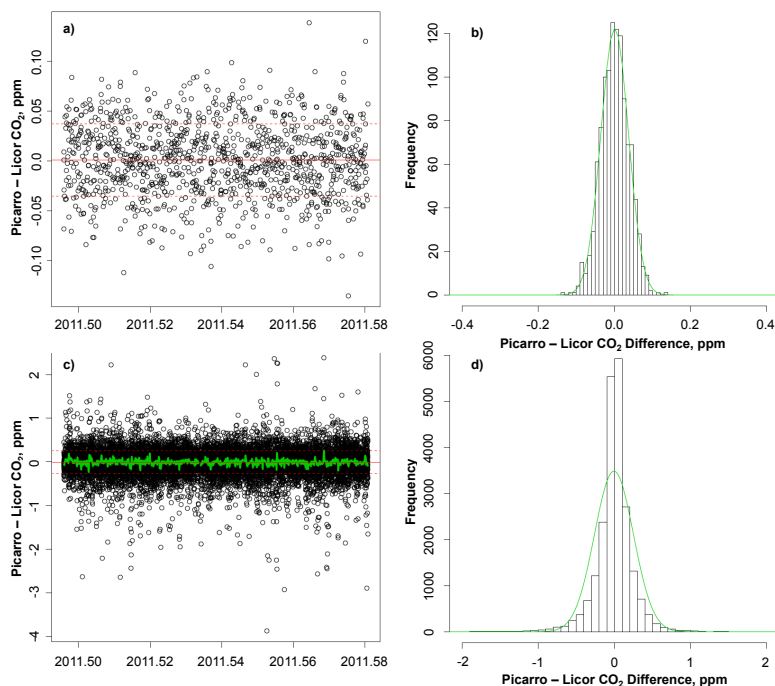 a)
Picarro – Licor CO₂, ppm
0.10
0.05
0.0
-0.05
-0.10
2011.50 2011.52 2011.54 2011.56 2011.58
b)
Frequency
120
100
80
60
40
20
0
-0.4 -0.2 0.0 0.2 0.4
Picarro – Licor CO₂ Difference, ppm
c)
Picarro – Licor CO₂, ppm
2
1
0
-1
-2
-3
-4
2011.50 2011.52 2011.54 2011.56 2011.58
d)
Frequency
6000
5000
4000
3000
2000
1000
0
-2 -1 0 1 2
Picarro – Licor CO₂ Difference, ppm